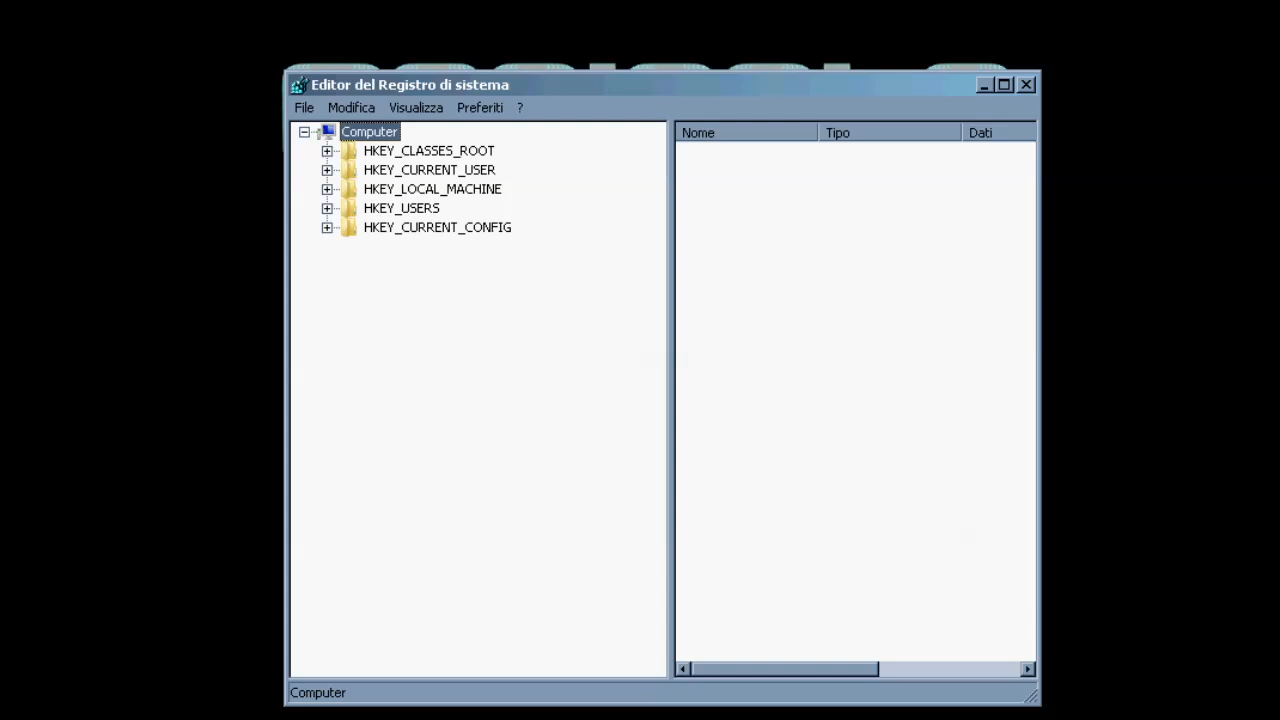 Editor del Registro di sistema
File Modifica Visualizza Preferiti ?
Computer
HKEY_CLASSES_ROOT
HKEY_CURRENT_USER
HKEY_LOCAL_MACHINE
HKEY_USERS
HKEY_CURRENT_CONFIG
Nome Tipo Dati
Computer